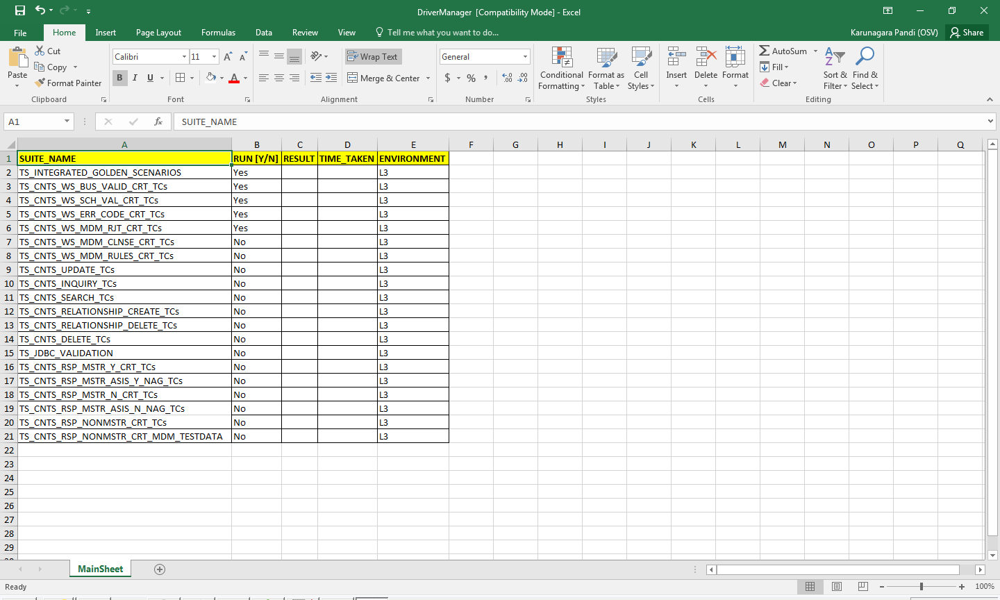 DriverManager [Compatibility Mode] - Excel
File Home Insert Page Layout Formulas Data Review View Tell me what you want to do... Karunagara Pandi (OSV) Share
Paste Cut Copy Format Painter Clipboard
Calibri 11 B I U A A A Font
Wrap Text Merge & Center Alignment
General $ % , .0 .00 .00 .0 Number
Conditional Formatting Format as Table Cell Styles Styles
Insert Delete Format Cells
AutoSum Fill Clear Sort & Filter Find & Select Editing
A1 fx SUITE_NAME
A B C D E F G H I J K L M N O P Q
1 SUITE_NAME RUN [Y/N] RESULT TIME_TAKEN ENVIRONMENT
2 TS_INTEGRATED_GOLDEN_SCENARIOS Yes L3
3 TS_CNTS_WS_BUS_VALID_CRT_TCs Yes L3
4 TS_CNTS_WS_SCH_VAL_CRT_TCs Yes L3
5 TS_CNTS_WS_ERR_CODE_CRT_TCs Yes L3
6 TS_CNTS_WS_MDM_RJT_CRT_TCs Yes L3
7 TS_CNTS_WS_MDM_CLNSE_CRT_TCs No L3
8 TS_CNTS_WS_MDM_RULES_CRT_TCs No L3
9 TS_CNTS_UPDATE_TCs No L3
10 TS_CNTS_INQUIRY_TCs No L3
11 TS_CNTS_SEARCH_TCs No L3
12 TS_CNTS_RELATIONSHIP_CREATE_TCs No L3
13 TS_CNTS_RELATIONSHIP_DELETE_TCs No L3
14 TS_CNTS_DELETE_TCs No L3
15 TS_JDBC_VALIDATION No L3
16 TS_CNTS_RSP_MSTR_Y_CRT_TCs No L3
17 TS_CNTS_RSP_MSTR_ASIS_Y_NAG_TCs No L3
18 TS_CNTS_RSP_MSTR_N_CRT_TCs No L3
19 TS_CNTS_RSP_MSTR_ASIS_N_NAG_TCs No L3
20 TS_CNTS_RSP_NONMSTR_CRT_TCs No L3
21 TS_CNTS_RSP_NONMSTR_CRT_MDM_TESTDATA No L3
22
23
24
25
26
27
28
29
MainSheet
Ready 100%